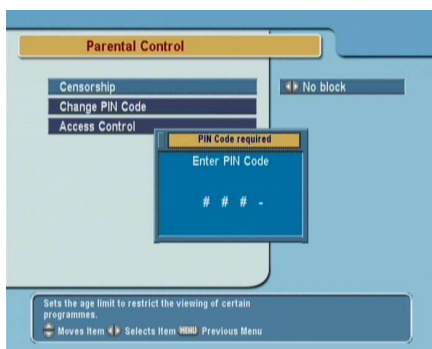 Parental Control
Censorship
No block
Change PIN Code
Access Control
PIN Code required
Enter PIN Code
# # # -
Sets the age limit to restrict the viewing of certain
programmes.
Moves Item Selects Item MENU Previous Menu